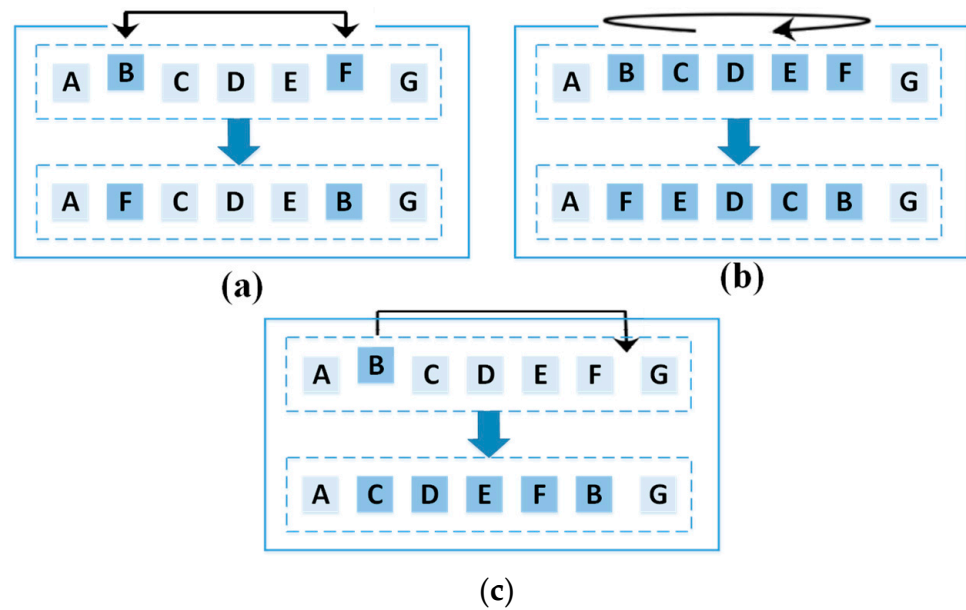 A B C D E F G
A F C D E B G
(a)
A B C D E F G
A F E D C B G
(b)
A B C D E F G
A C D E F B G
(c)